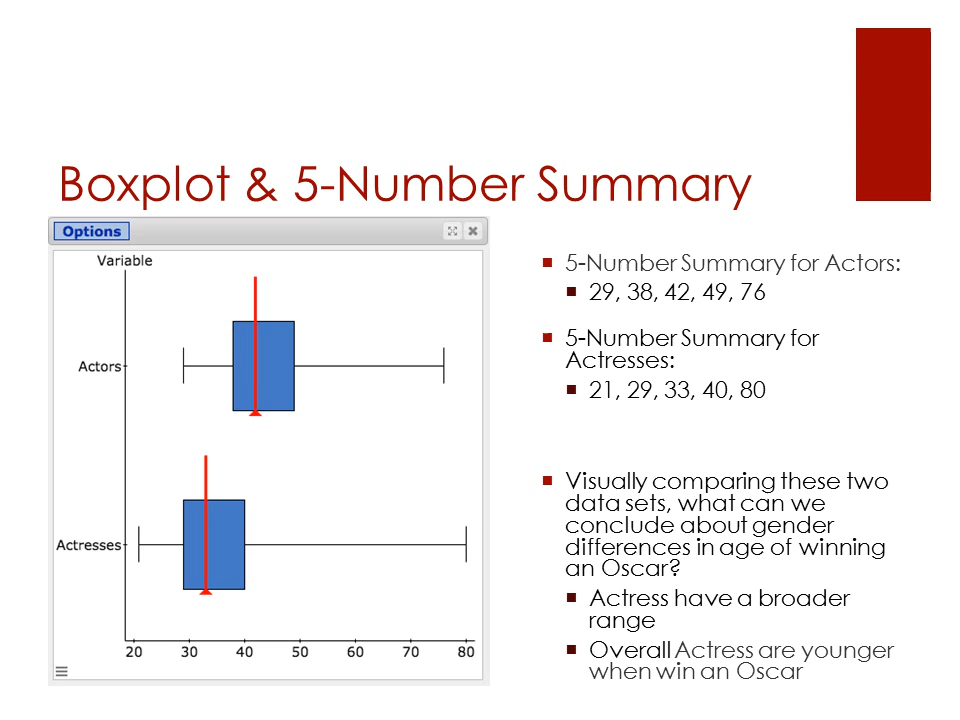 Boxplot & 5-Number Summary
Options
Variable
Actors
Actresses
20 30 40 50 60 70 80
5-Number Summary for Actors:
29, 38, 42, 49, 76
5-Number Summary for
Actresses:
21, 29, 33, 40, 80
Visually comparing these two
data sets, what can we
conclude about gender
differences in age of winning
an Oscar?
Actress have a broader
range
Overall Actress are younger
when win an Oscar